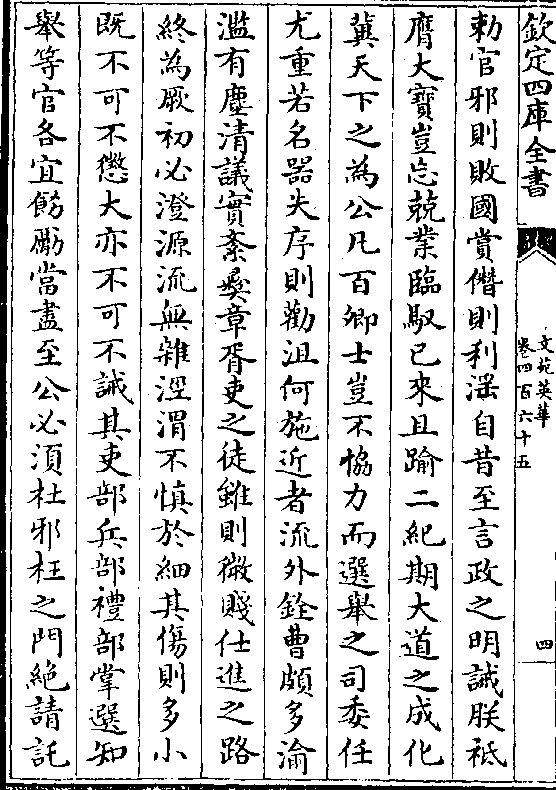 欽定四庫全書
文苑英華
卷四百六十五
四
勅官邪則敗國賞僭則利淫自昔至言政之明誡朕祗
膺大寳豈忘兢業臨馭已來且踰二紀期大道之成化
冀天下之為公凡百卿士豈不協力而選舉之司委任
尤重若名器失序則勸沮何施近者流外銓曹頗多淪
濫有塵清議實紊彞章胥吏之徒雖則微賤仕進之路
終為厥初必澄源流無雜涇渭不慎於細其傷則多小
既不可不懲大亦不可不誡其吏部兵部禮部掌選知
舉等官各宜飭勵當盡至公必須杜邪枉之門絶請託